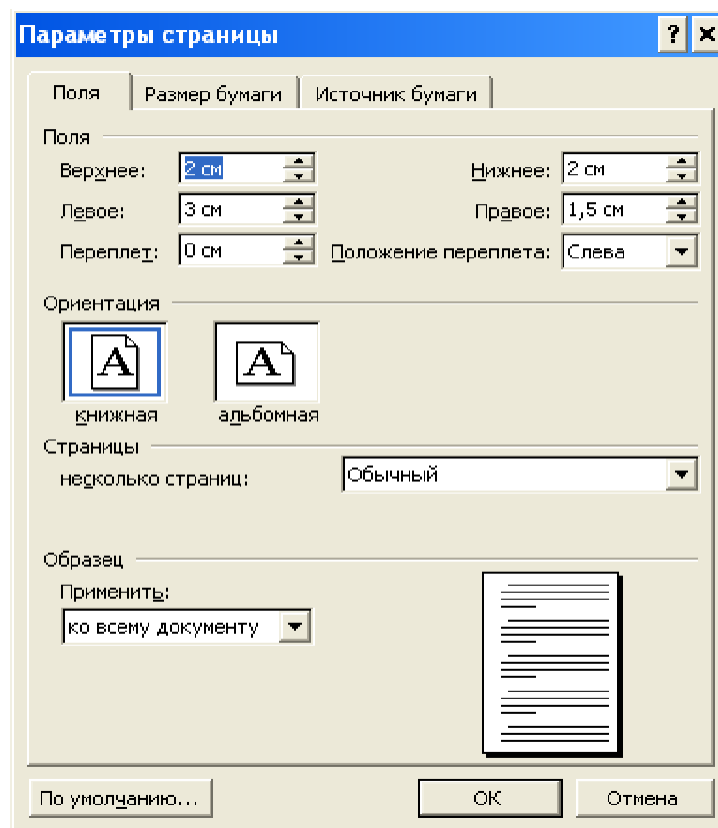 Параметры страницы ? ×
Поля Размер бумаги Источник бумаги
Поля
Верхнее: 2 см Нижнее: 2 см
Левое: 3 см Правое: 1,5 см
Переплет: 0 см Положение переплета: Слева
Ориентация
А А
книжная альбомная
Страницы
несколько страниц: Обычный
Образец
Применить:
ко всему документу
По умолчанию... ОК Отмена